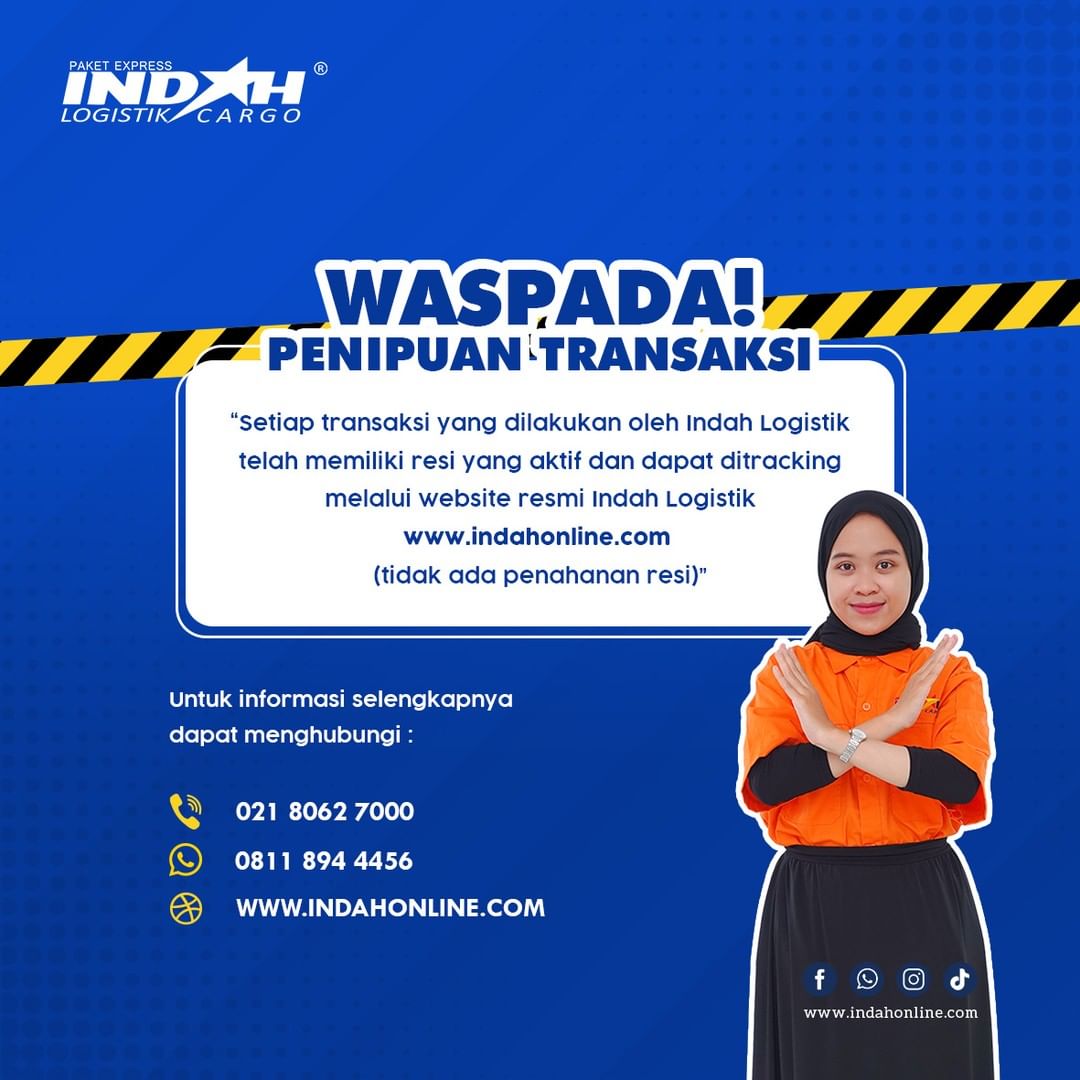 PAKET EXPRESS
INDAH ®
LOGISTIK CARGO
WASPADA!
PENIPUAN TRANSAKSI
“Setiap transaksi yang dilakukan oleh Indah Logistik
telah memiliki resi yang aktif dan dapat ditracking
melalui website resmi Indah Logistik
www.indahonline.com
(tidak ada penahanan resi)”
Untuk informasi selengkapnya
dapat menghubungi :
021 8062 7000
0811 894 4456
WWW.INDAHONLINE.COM
www.indahonline.com